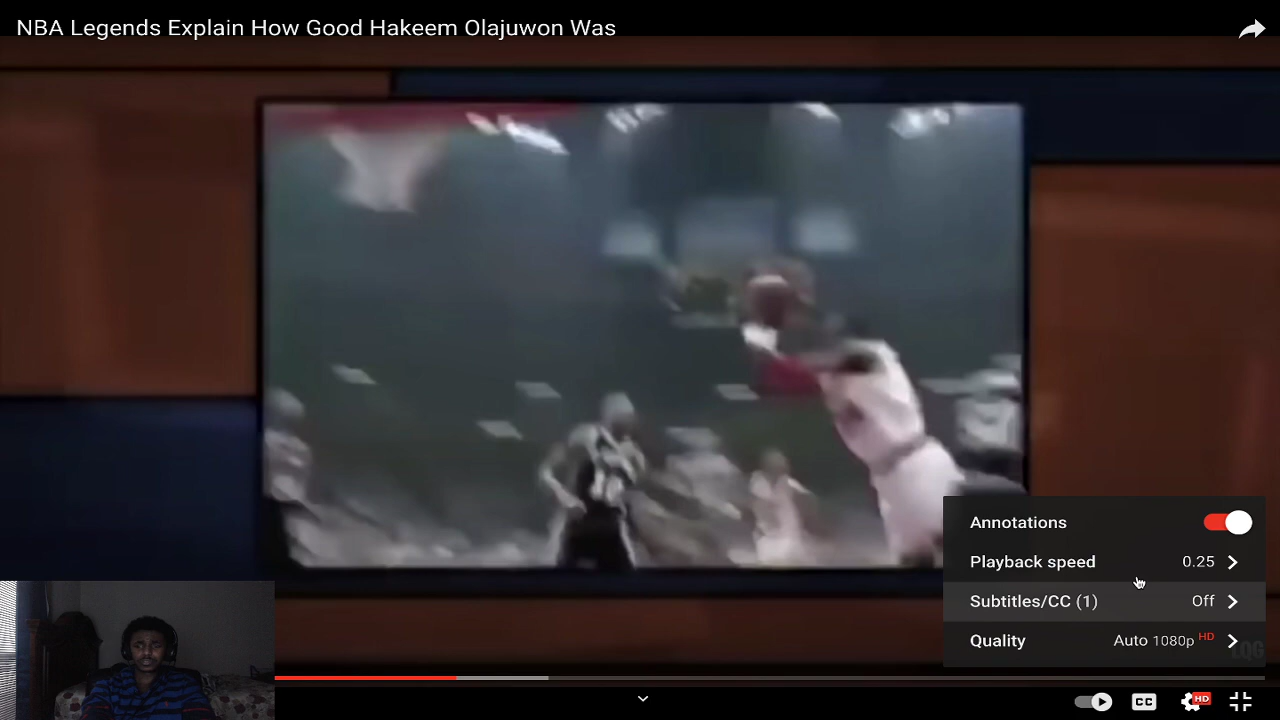 NBA Legends Explain How Good Hakeem Olajuwon Was
Annotations
Playback speed 0.25
Subtitles/CC (1) Off
Quality Auto 1080p HD
CC HD